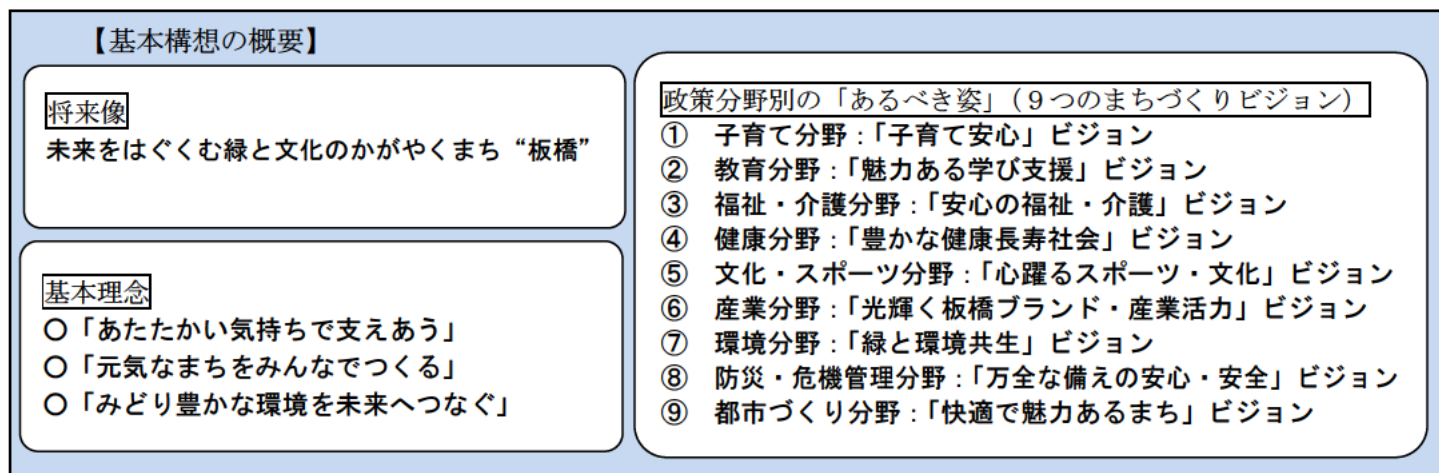 【基本構想の概要】
将来像
未来をはぐくむ緑と文化のかがやくまち“板橋”
基本理念
〇「あたたかい気持ちで支えあう」
〇「元気なまちをみんなでつくる」
〇「みどり豊かな環境を未来へつなぐ」
政策分野別の「あるべき姿」（９つのまちづくりビジョン）
① 子育て分野：「子育て安心」ビジョン
② 教育分野：「魅力ある学び支援」ビジョン
③ 福祉・介護分野：「安心の福祉・介護」ビジョン
④ 健康分野：「豊かな健康長寿社会」ビジョン
⑤ 文化・スポーツ分野：「心躍るスポーツ・文化」ビジョン
⑥ 産業分野：「光輝く板橋ブランド・産業活力」ビジョン
⑦ 環境分野：「緑と環境共生」ビジョン
⑧ 防災・危機管理分野：「万全な備えの安心・安全」ビジョン
⑨ 都市づくり分野：「快適で魅力あるまち」ビジョン